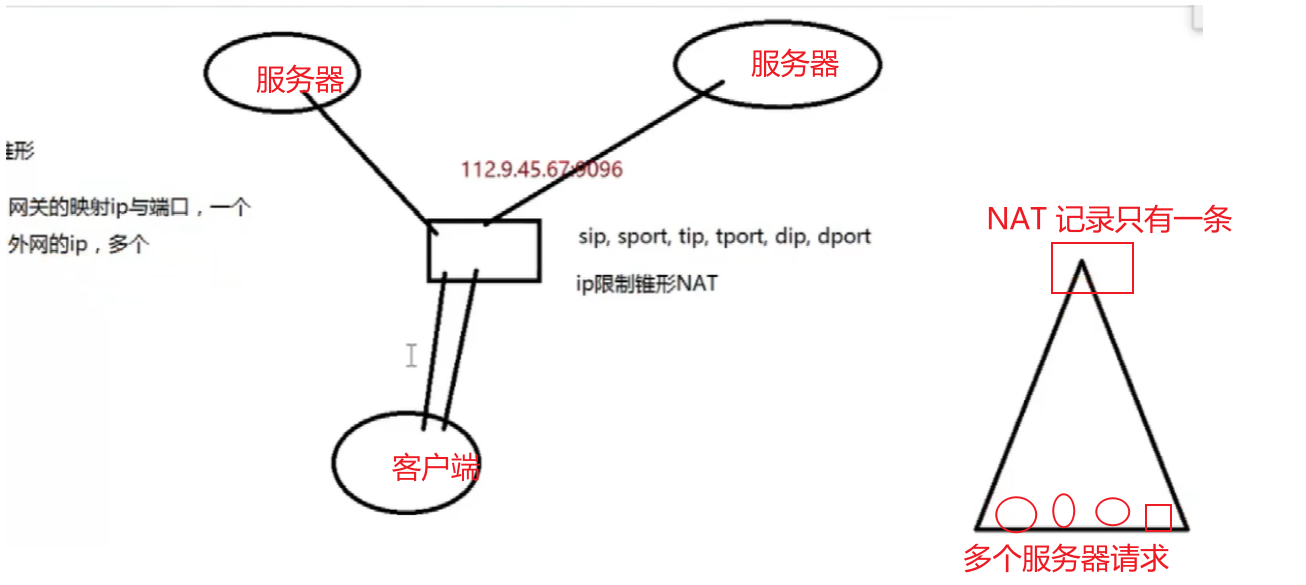 服务器
服务器
锥形
112.9.45.67:9096
网关的映射ip与端口，一个
外网的ip，多个
sip, sport, tip, tport, dip, dport
ip限制锥形NAT
客户端
NAT 记录只有一条
多个服务器请求